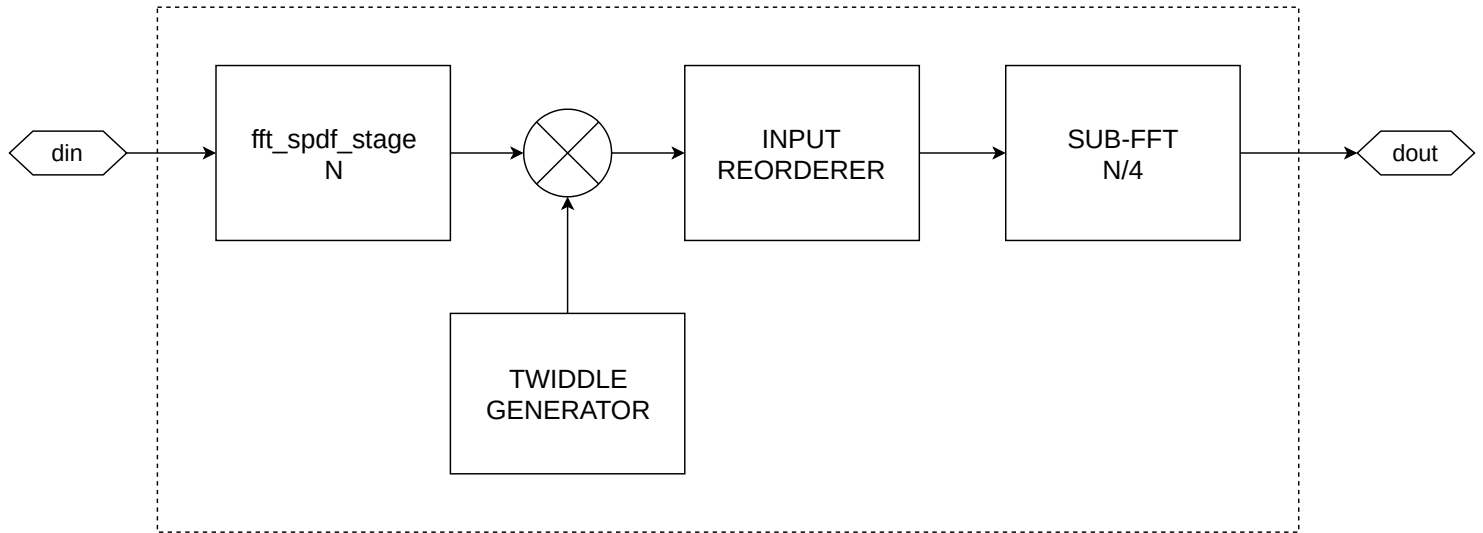 din
fft_spdf_stage
N
INPUT
REORDERER
SUB-FFT
N/4
dout
TWIDDLE
GENERATOR